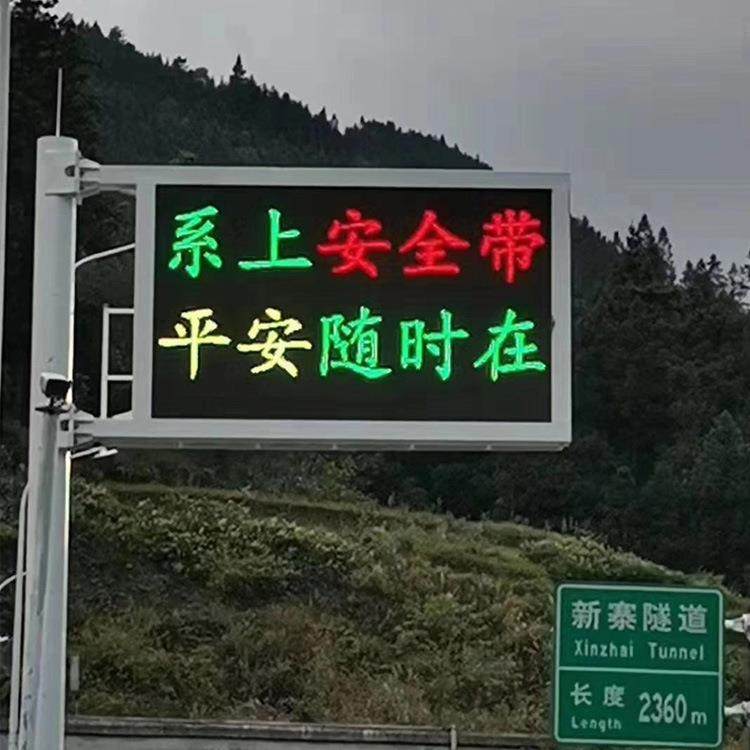 系上安全带
平安随时在
新寨隧道
Xinzhai Tunnel
长度 2360m
Length